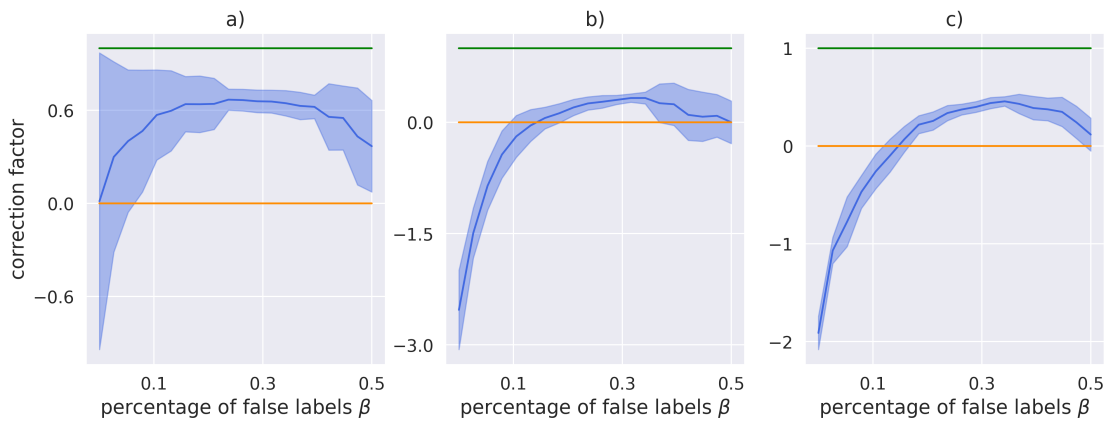 a)
b)
c)
correction factor
0.6
0.0
−0.6
0.1
0.3
0.5
percentage of false labels β
0.0
−1.5
−3.0
0.1
0.3
0.5
percentage of false labels β
1
0
−1
−2
0.1
0.3
0.5
percentage of false labels β